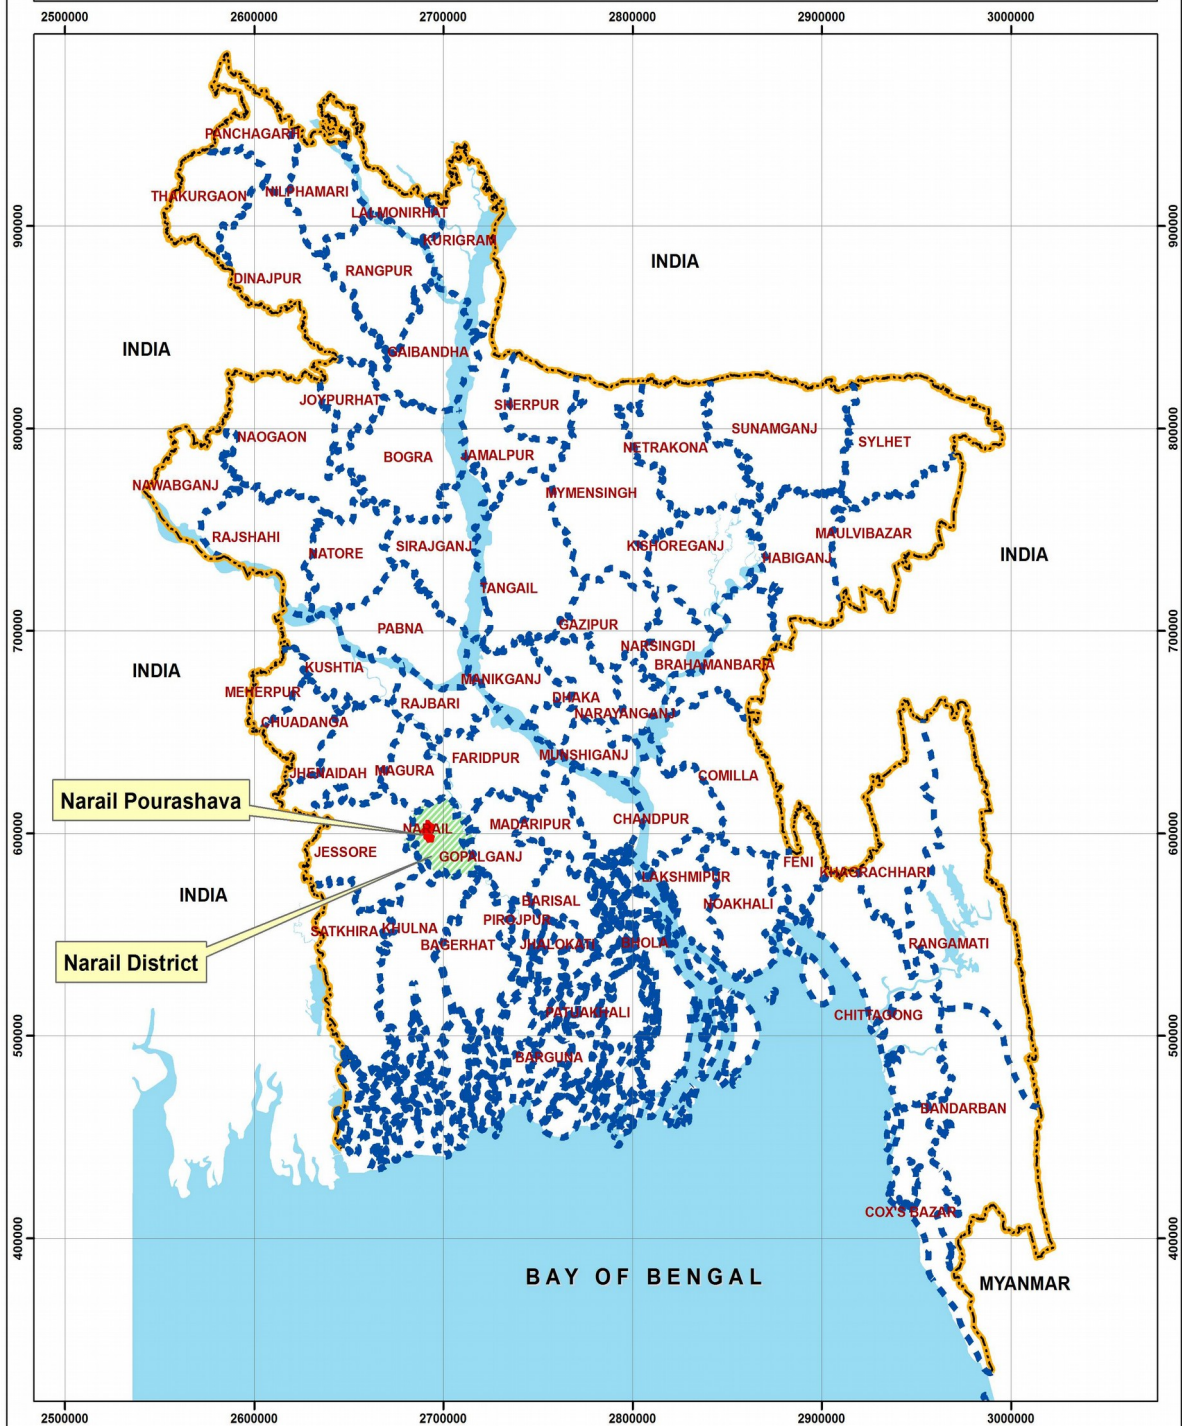 2500000 2600000 2700000 2800000 2900000 3000000
PANCHAGARH
THAKURGAON
NILPHAMARI
LALMONIRHAT
900000
900000
KURIGRAM
INDIA
RANGPUR
DINAJPUR
INDIA
GAIBANDHA
JOYPURHAT
SHERPUR
800000
800000
SUNAMGANJ
NAOGAON
SYLHET
NETRAKONA
BOGRA
JAMALPUR
NAWABGANJ
MYMENSINGH
RAJSHAHI
MAULVIBAZAR
NATORE
SIRAJGANJ
KISHOREGANJ
INDIA
HABIGANJ
TANGAIL
GAZIPUR
PABNA
700000
700000
NARSINGDI
BRAHAMANBARIA
KUSHTIA
INDIA
MANIKGANJ
MEHERPUR
DHAKA
RAJBARI
NARAYANGANJ
CHUADANGA
FARIDPUR
MUNSHIGANJ
JHENAIDAH
MAGURA
COMILLA
Narail Pourashava
CHANDPUR
MADARIPUR
NARAIL
600000
600000
JESSORE
GOPALGANJ
FENI
KHAGRACHHARI
LAKSHMIPUR
INDIA
BARISAL
NOAKHALI
PIROJPUR
SATKHIRA
KHULNA
BAGERHAT
JHALOKATI
BHOLA
RANGAMATI
Narail District
PATUAKHALI
CHITTAGONG
500000
500000
BARGUNA
BANDARBAN
COX'S BAZAR
400000
400000
BAY OF BENGAL
MYANMAR
2500000 2600000 2700000 2800000 2900000 3000000